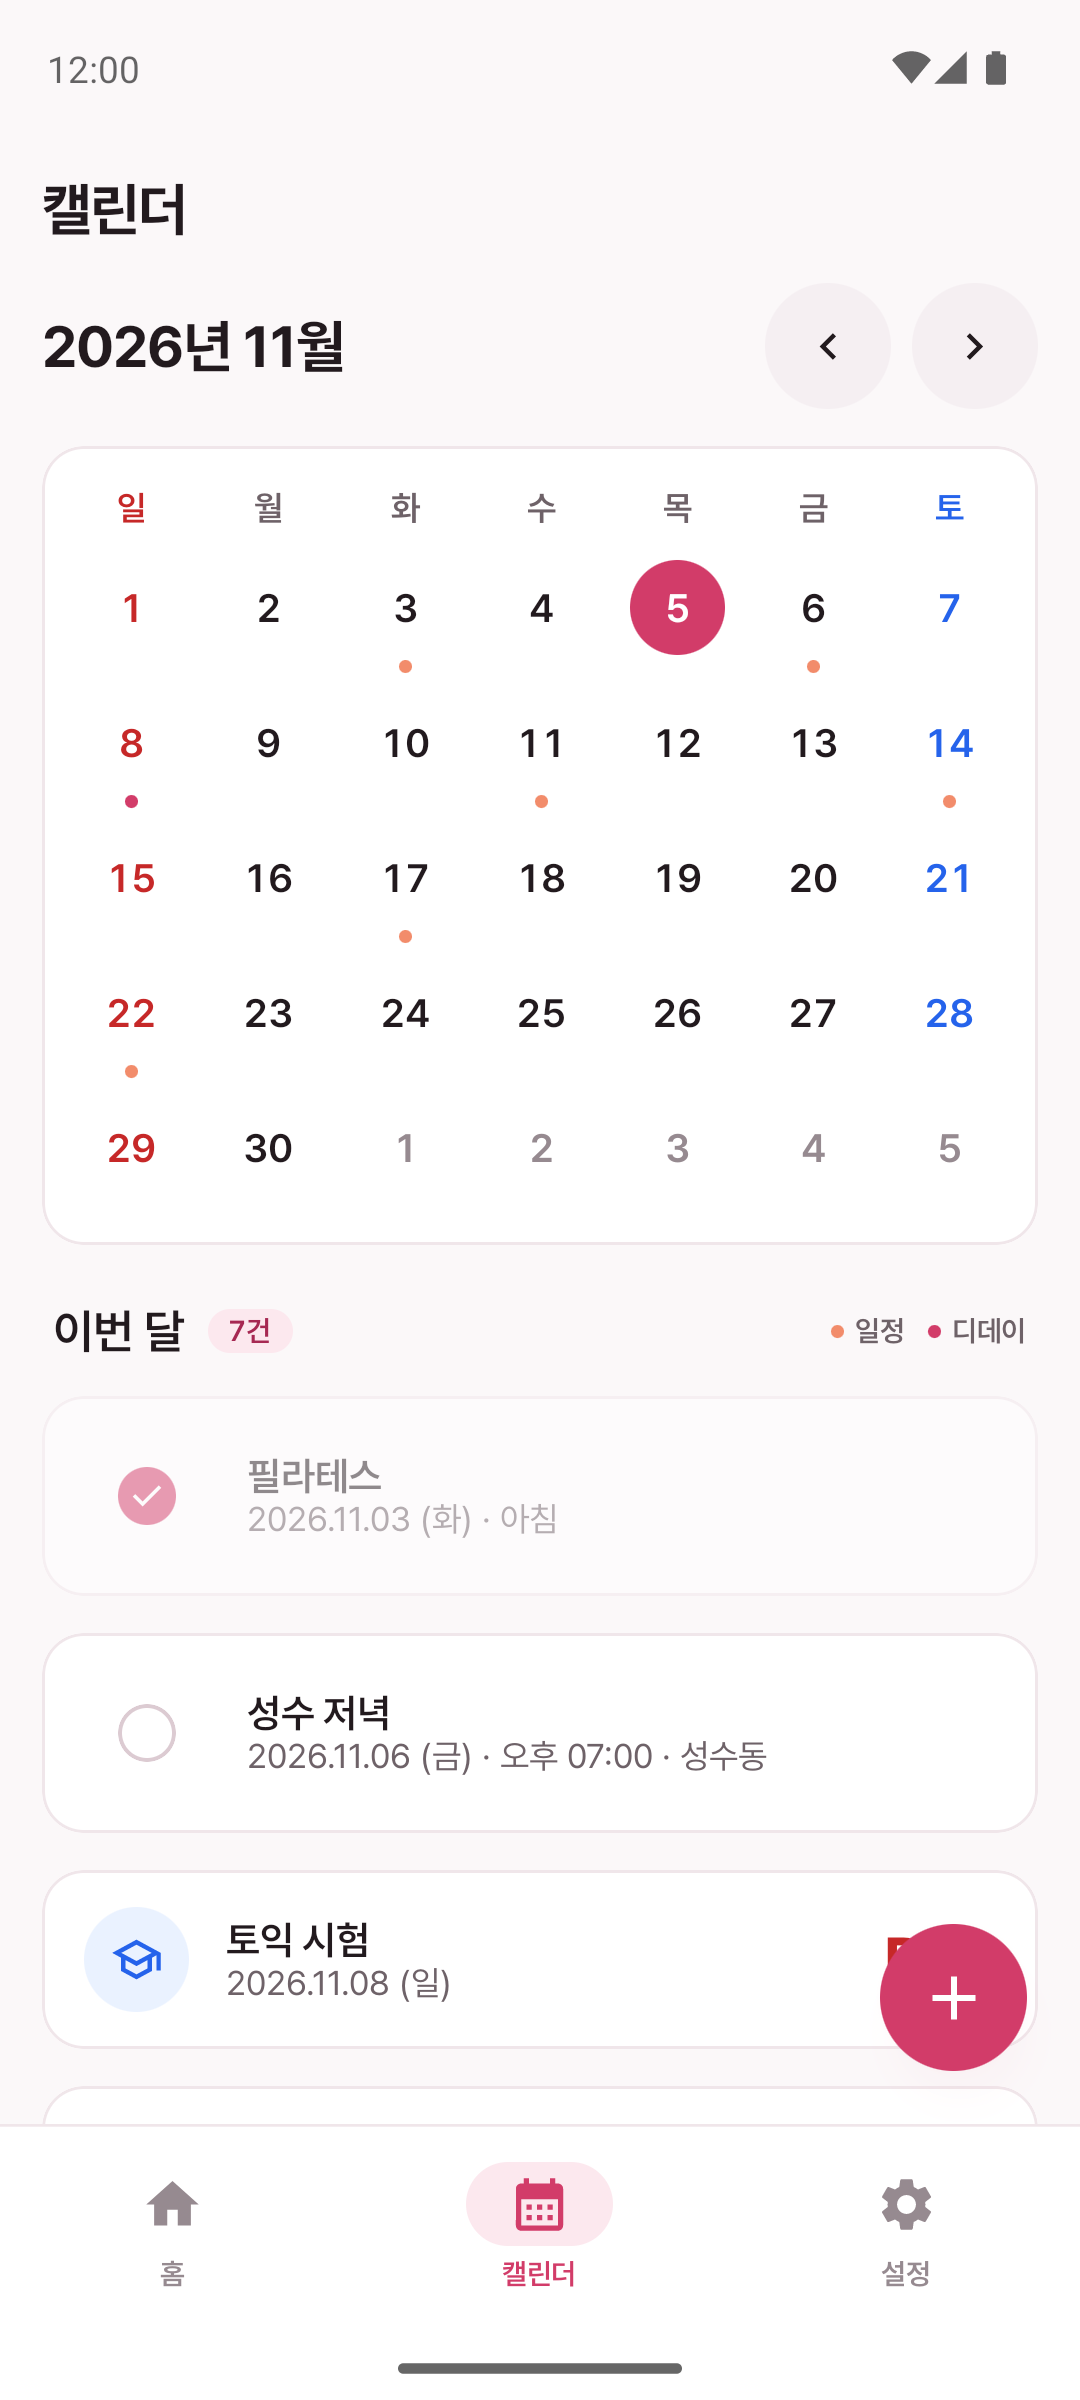 12:00
캘린더
2026년 11월
일 월 화 수 목 금 토
1 2 3 4 5 6 7
8 9 10 11 12 13 14
15 16 17 18 19 20 21
22 23 24 25 26 27 28
29 30 1 2 3 4 5
이번 달 7건 일정 디데이
필라테스
2026.11.03 (화) · 아침
성수 저녁
2026.11.06 (금) · 오후 07:00 · 성수동
토익 시험
2026.11.08 (일)
홈 캘린더 설정